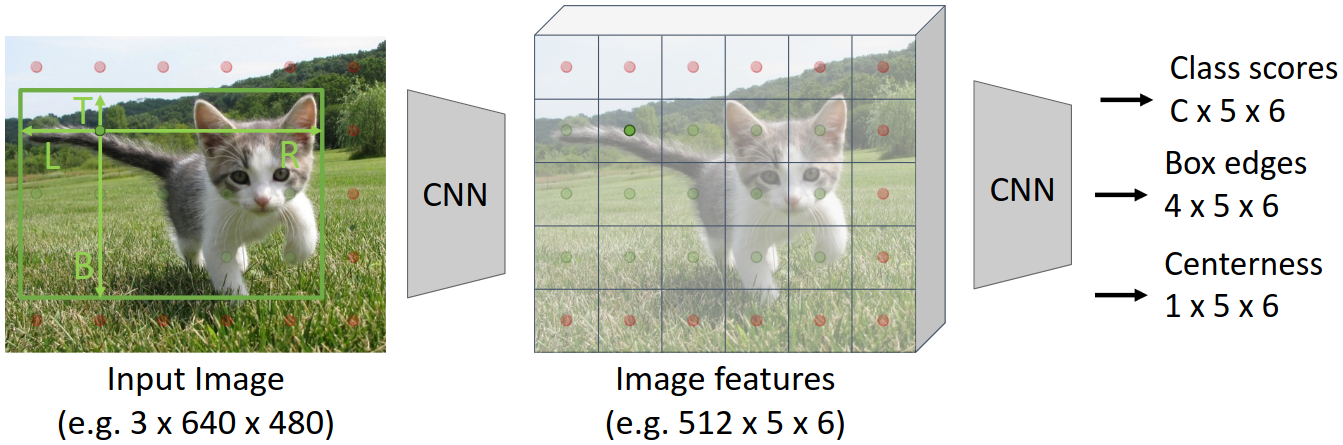 T
L
R
B
Input Image
(e.g. 3 x 640 x 480)
CNN
Image features
(e.g. 512 x 5 x 6)
CNN
Class scores
C x 5 x 6
Box edges
4 x 5 x 6
Centerness
1 x 5 x 6